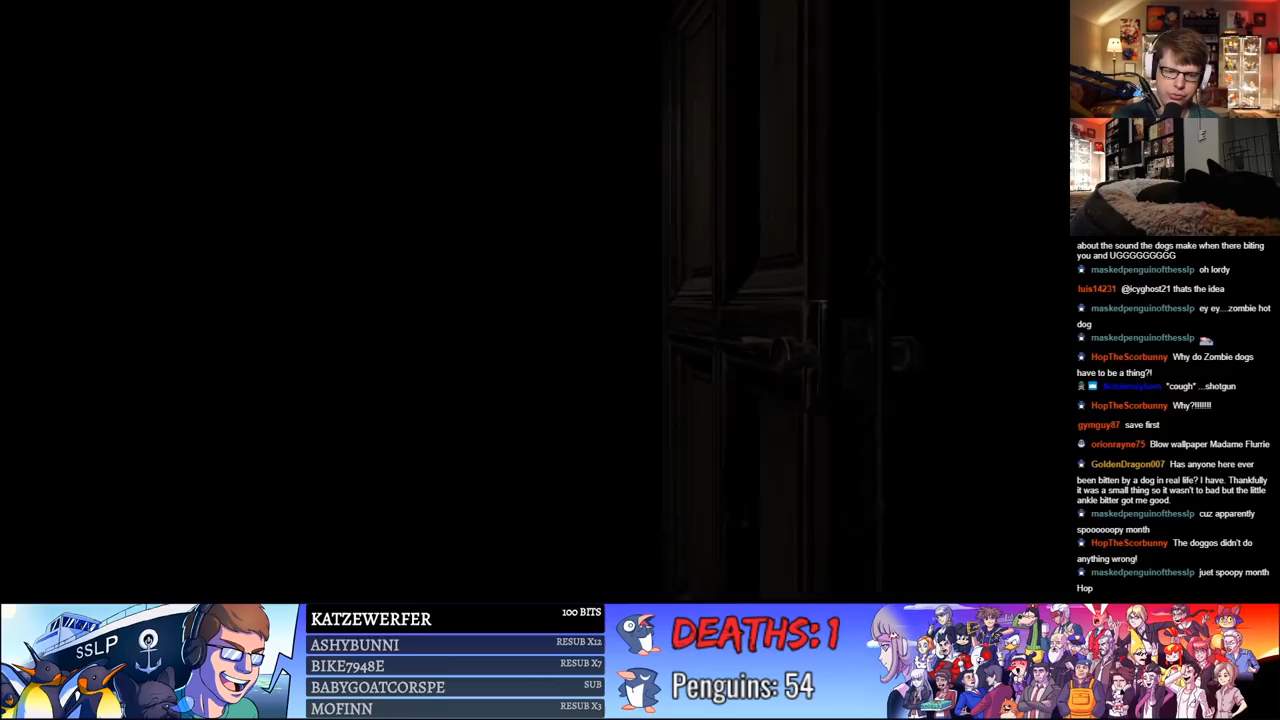 about the sound the dogs make when there biting
you and UGGGGGGGGG
maskedpenguinofthesslp oh lordy
luis14231 @icyghost21 thats the idea
maskedpenguinofthesslp ey ey....zombie hot
dog
maskedpenguinofthesslp
HopTheScorbunny Why do Zombie dogs
have to be a thing?!
*cough* ...shotgun
HopTheScorbunny Why?!!!!!!!!
gymguy87 save first
orionrayne75 Blow wallpaper Madame Flurrie
GoldenDragon007 Has anyone here ever
been bitten by a dog in real life? I have. Thankfully
it was a small thing so it wasn't to bad but the little
ankle bitter got me good.
maskedpenguinofthesslp cuz apparently
spoooooopy month
HopTheScorbunny The doggos didn't do
anything wrong!
maskedpenguinofthesslp juet spoopy month
Hop
SSLP
KATZEWERFER 100 BITS
ASHYBUNNI RESUB X12
BIKE7948E RESUB X7
BABYGOATCORSPE SUB
MOFINN RESUB X3
DEATHS: 1
Penguins: 54